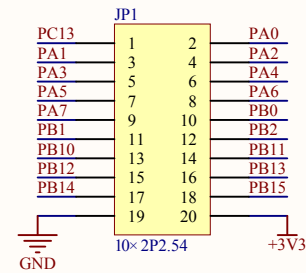 JP1
PC13 1 2 PA0
PA1 3 4 PA2
PA3 5 6 PA4
PA5 7 8 PA6
PA7 9 10 PB0
PB1 11 12 PB2
PB10 13 14 PB11
PB12 15 16 PB13
PB14 17 18 PB15
19 20
GND 10×2P2.54 +3V3